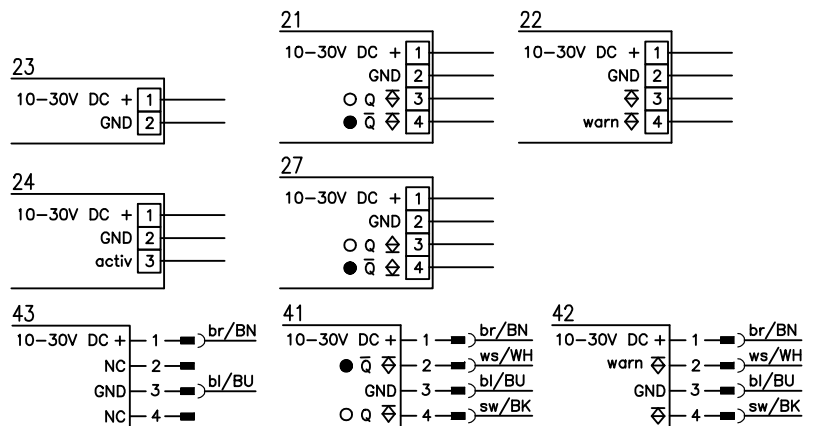 23
10-30V DC + 1
GND 2
21
10-30V DC + 1
GND 2
Q 3
Q̅ 4
22
10-30V DC + 1
GND 2
3
warn 4
24
10-30V DC + 1
GND 2
activ 3
27
10-30V DC + 1
GND 2
Q 3
Q̅ 4
43
10-30V DC + 1 br/BN
NC 2
GND 3 bl/BU
NC 4
41
10-30V DC + 1 br/BN
Q̅ 2 ws/WH
GND 3 bl/BU
Q 4 sw/BK
42
10-30V DC + 1 br/BN
warn 2 ws/WH
GND 3 bl/BU
4 sw/BK